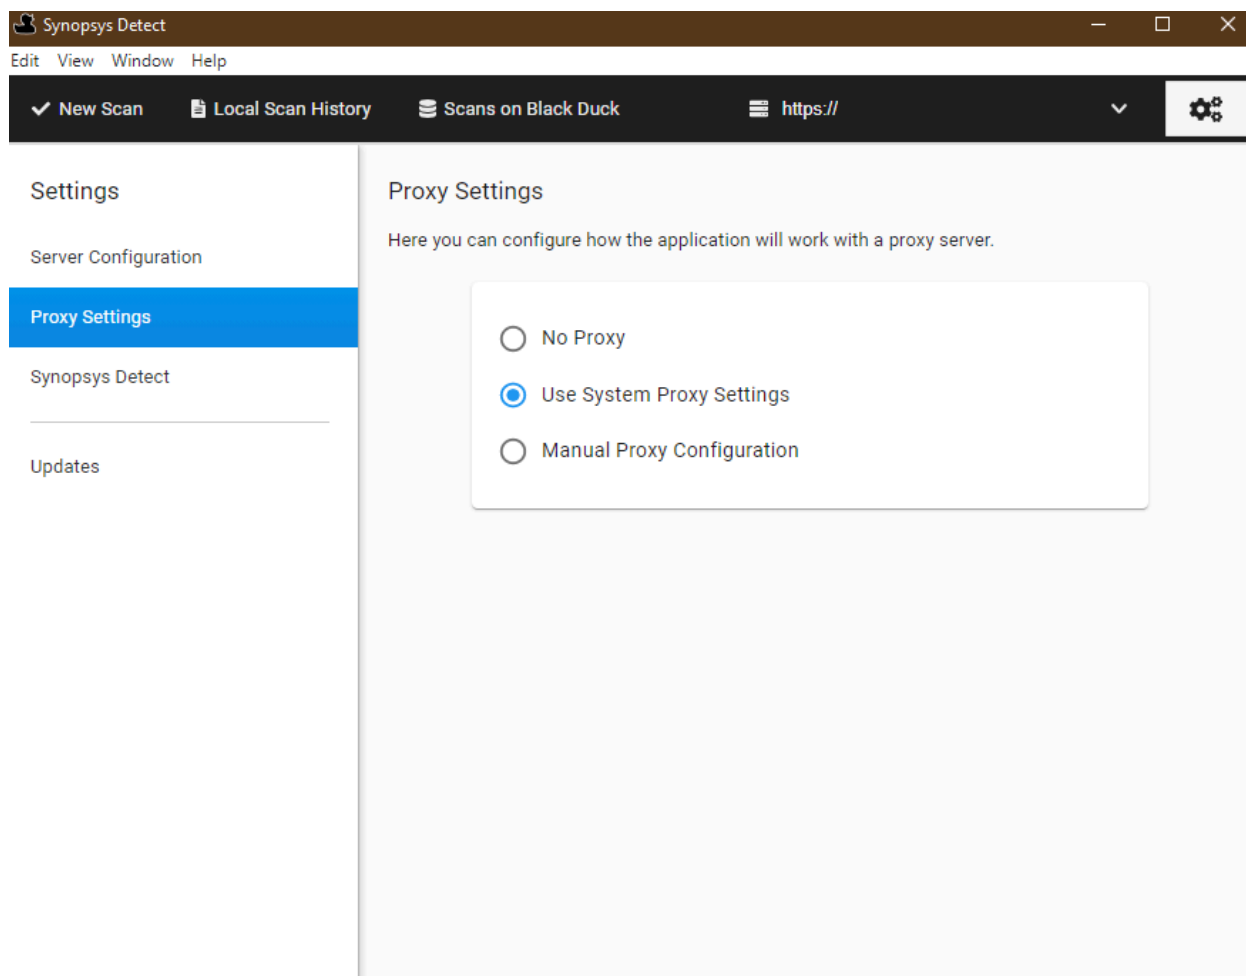 Synopsys Detect
Edit View Window Help
New Scan Local Scan History Scans on Black Duck https://
Settings
Server Configuration
Proxy Settings
Synopsys Detect
Updates
Proxy Settings
Here you can configure how the application will work with a proxy server.
No Proxy
Use System Proxy Settings
Manual Proxy Configuration